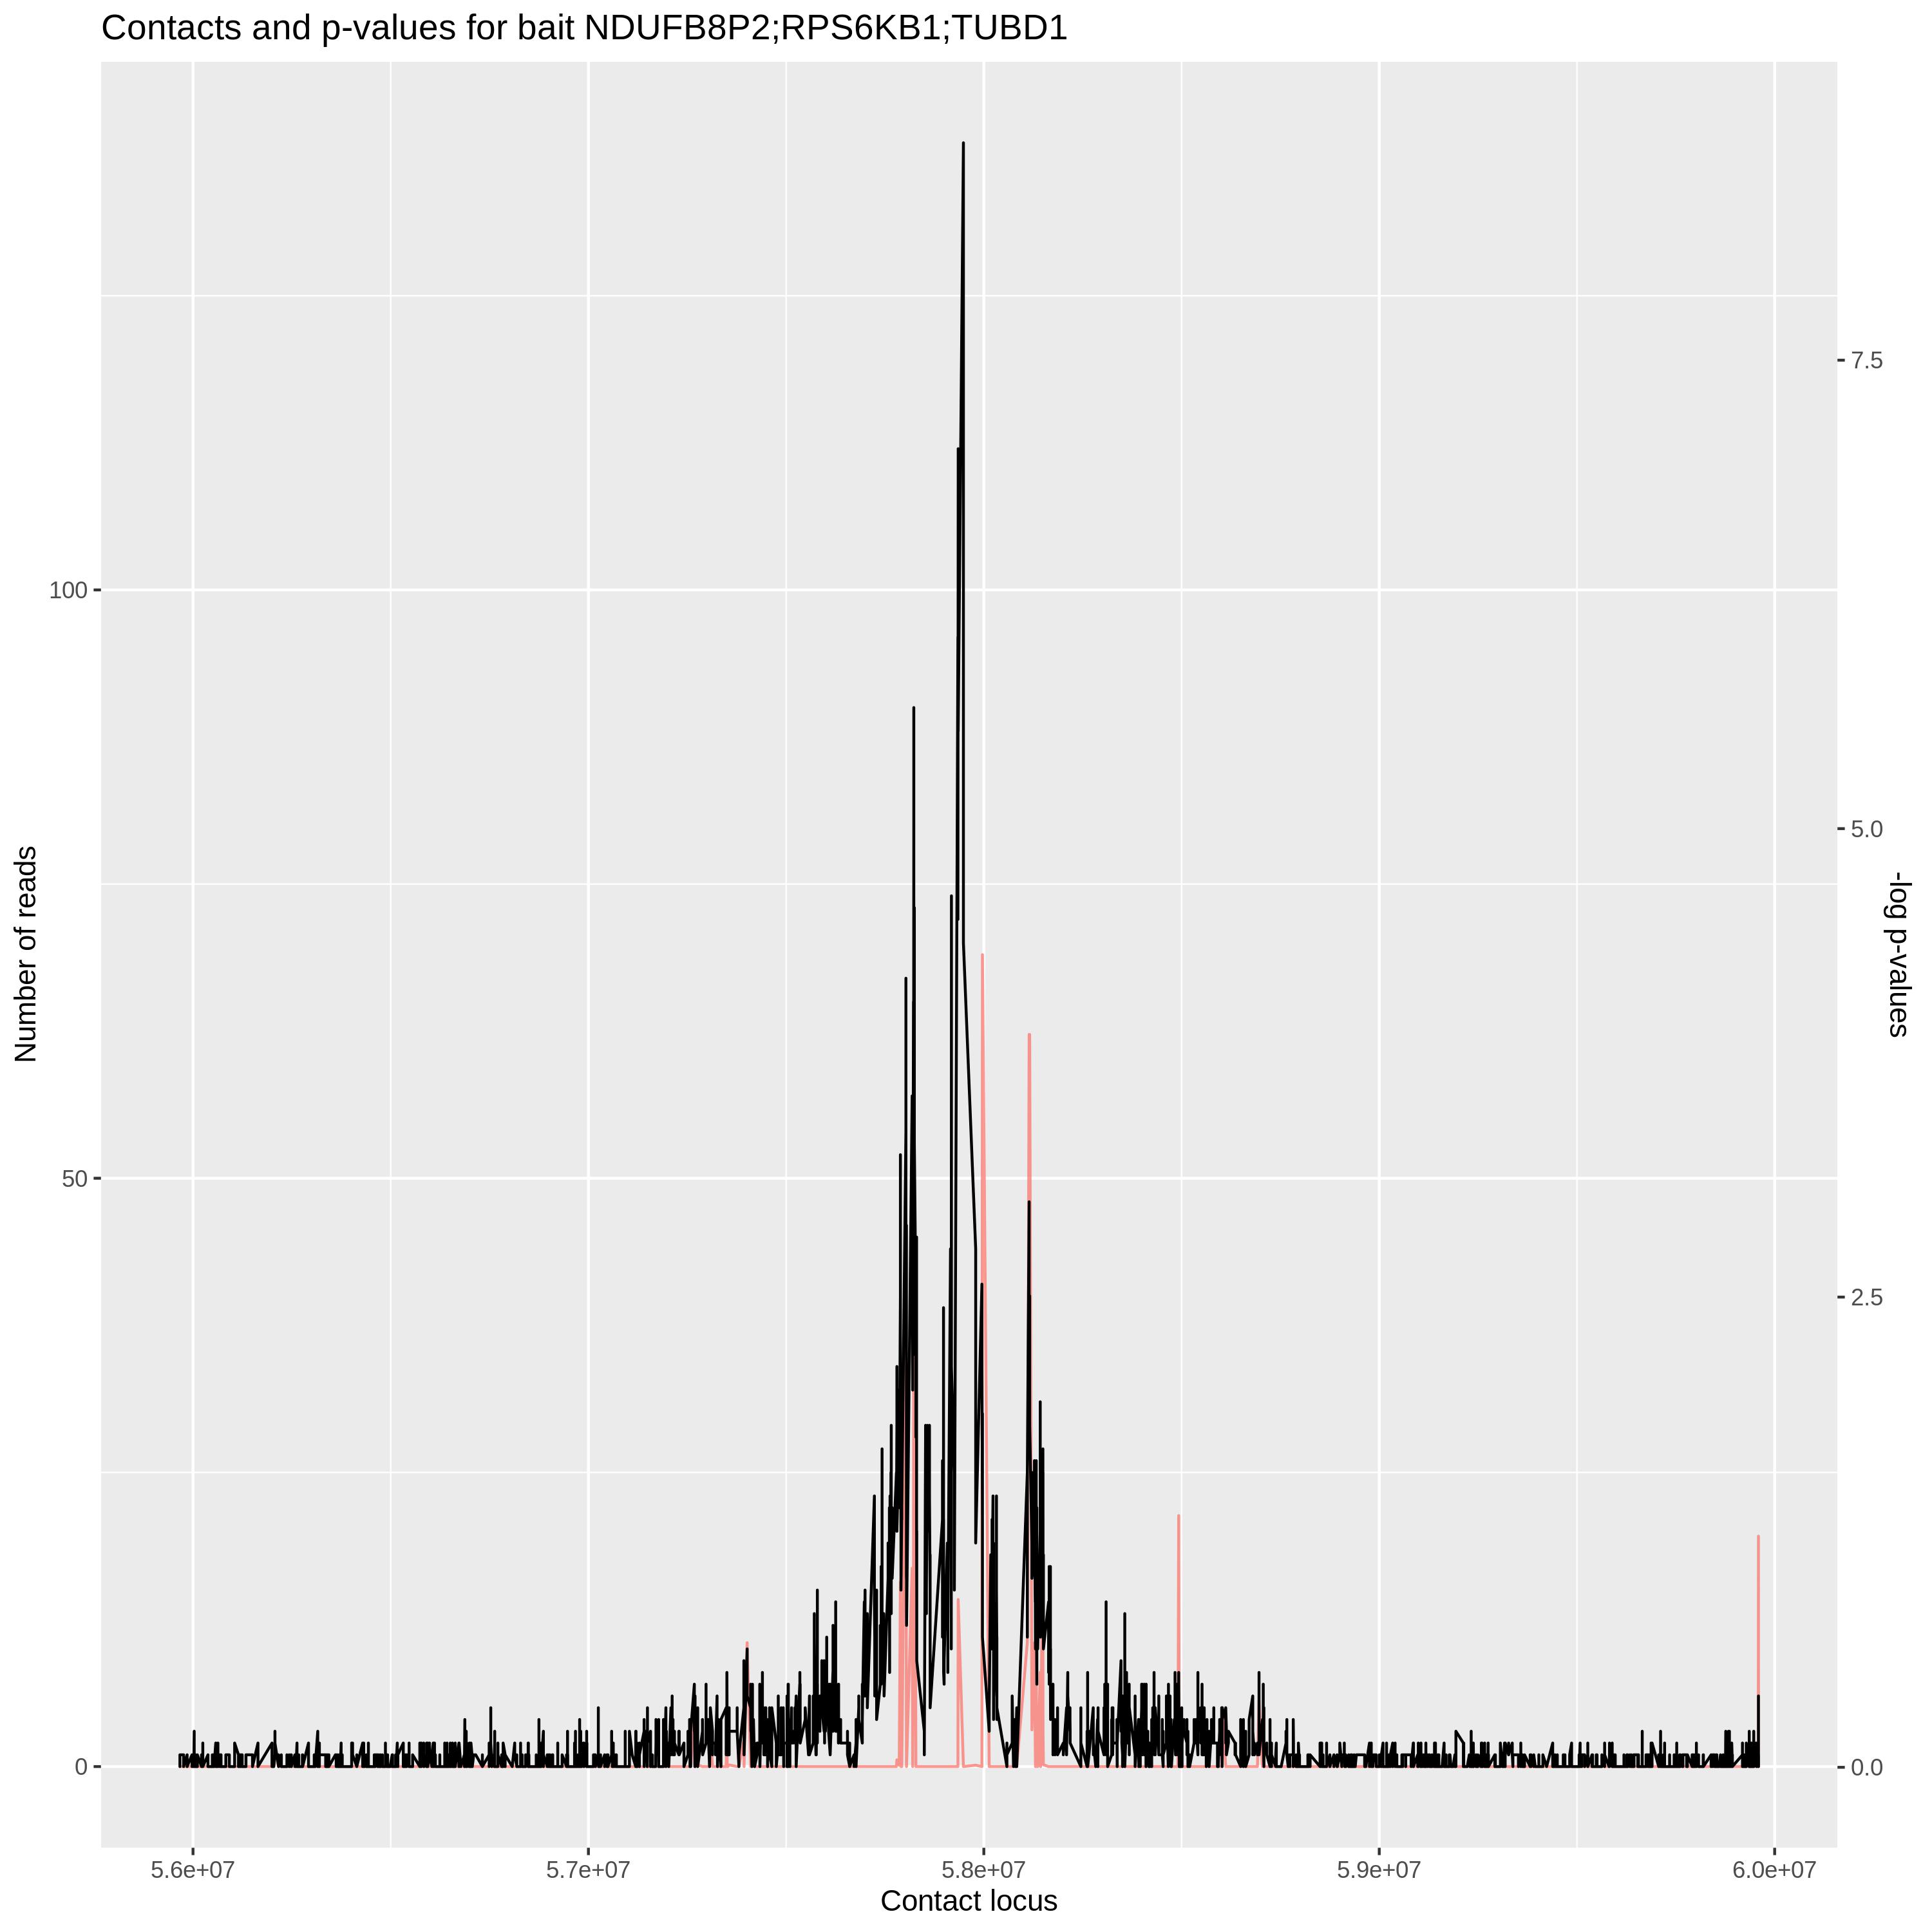 Contacts and p-values for bait NDUFB8P2;RPS6KB1;TUBD1
Number of reads
100
50
0
7.5
5.0
2.5
0.0
-log p-values
5.6e+07 5.7e+07 5.8e+07 5.9e+07 6.0e+07
Contact locus